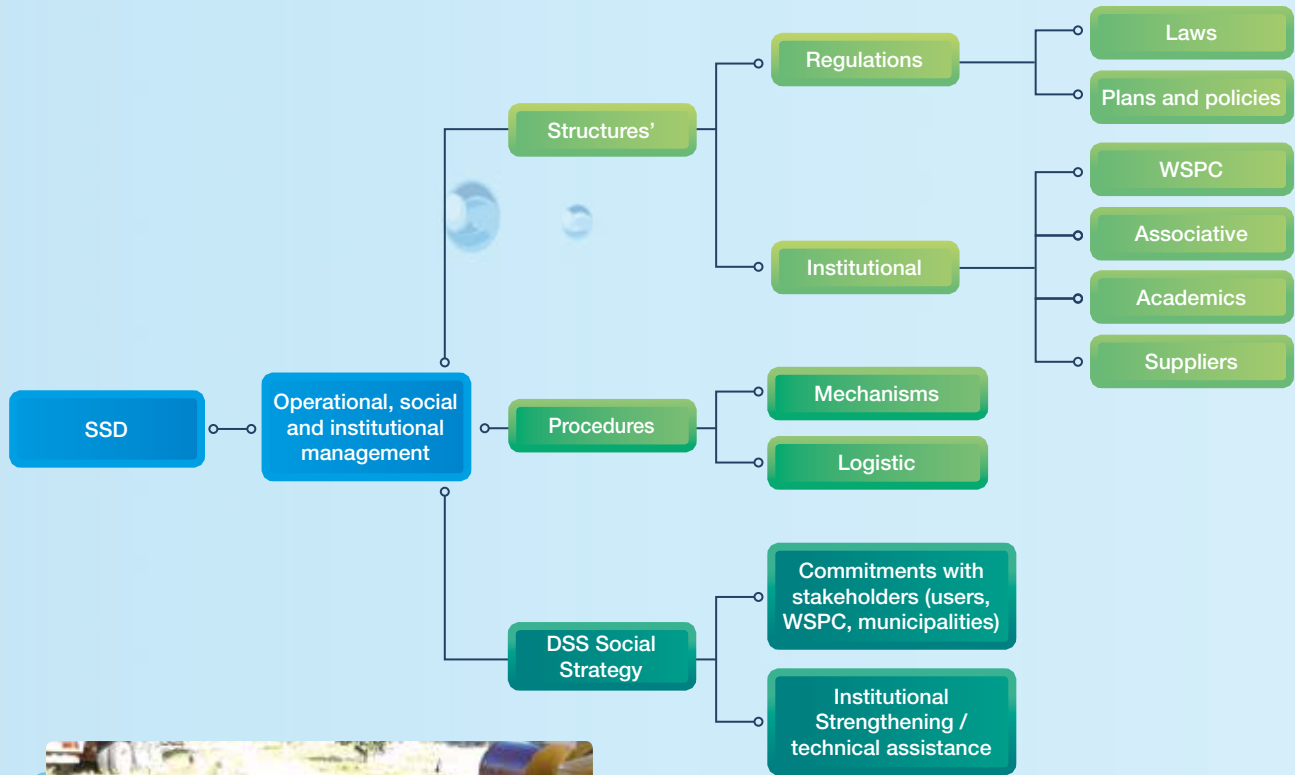 SSD
Operational, social
and institutional
management
Structures’
Regulations
Laws
Plans and policies
Institutional
WSPC
Associative
Academics
Suppliers
Procedures
Mechanisms
Logistic
DSS Social
Strategy
Commitments with
stakeholders (users,
WSPC, municipalities)
Institutional
Strengthening /
technical assistance